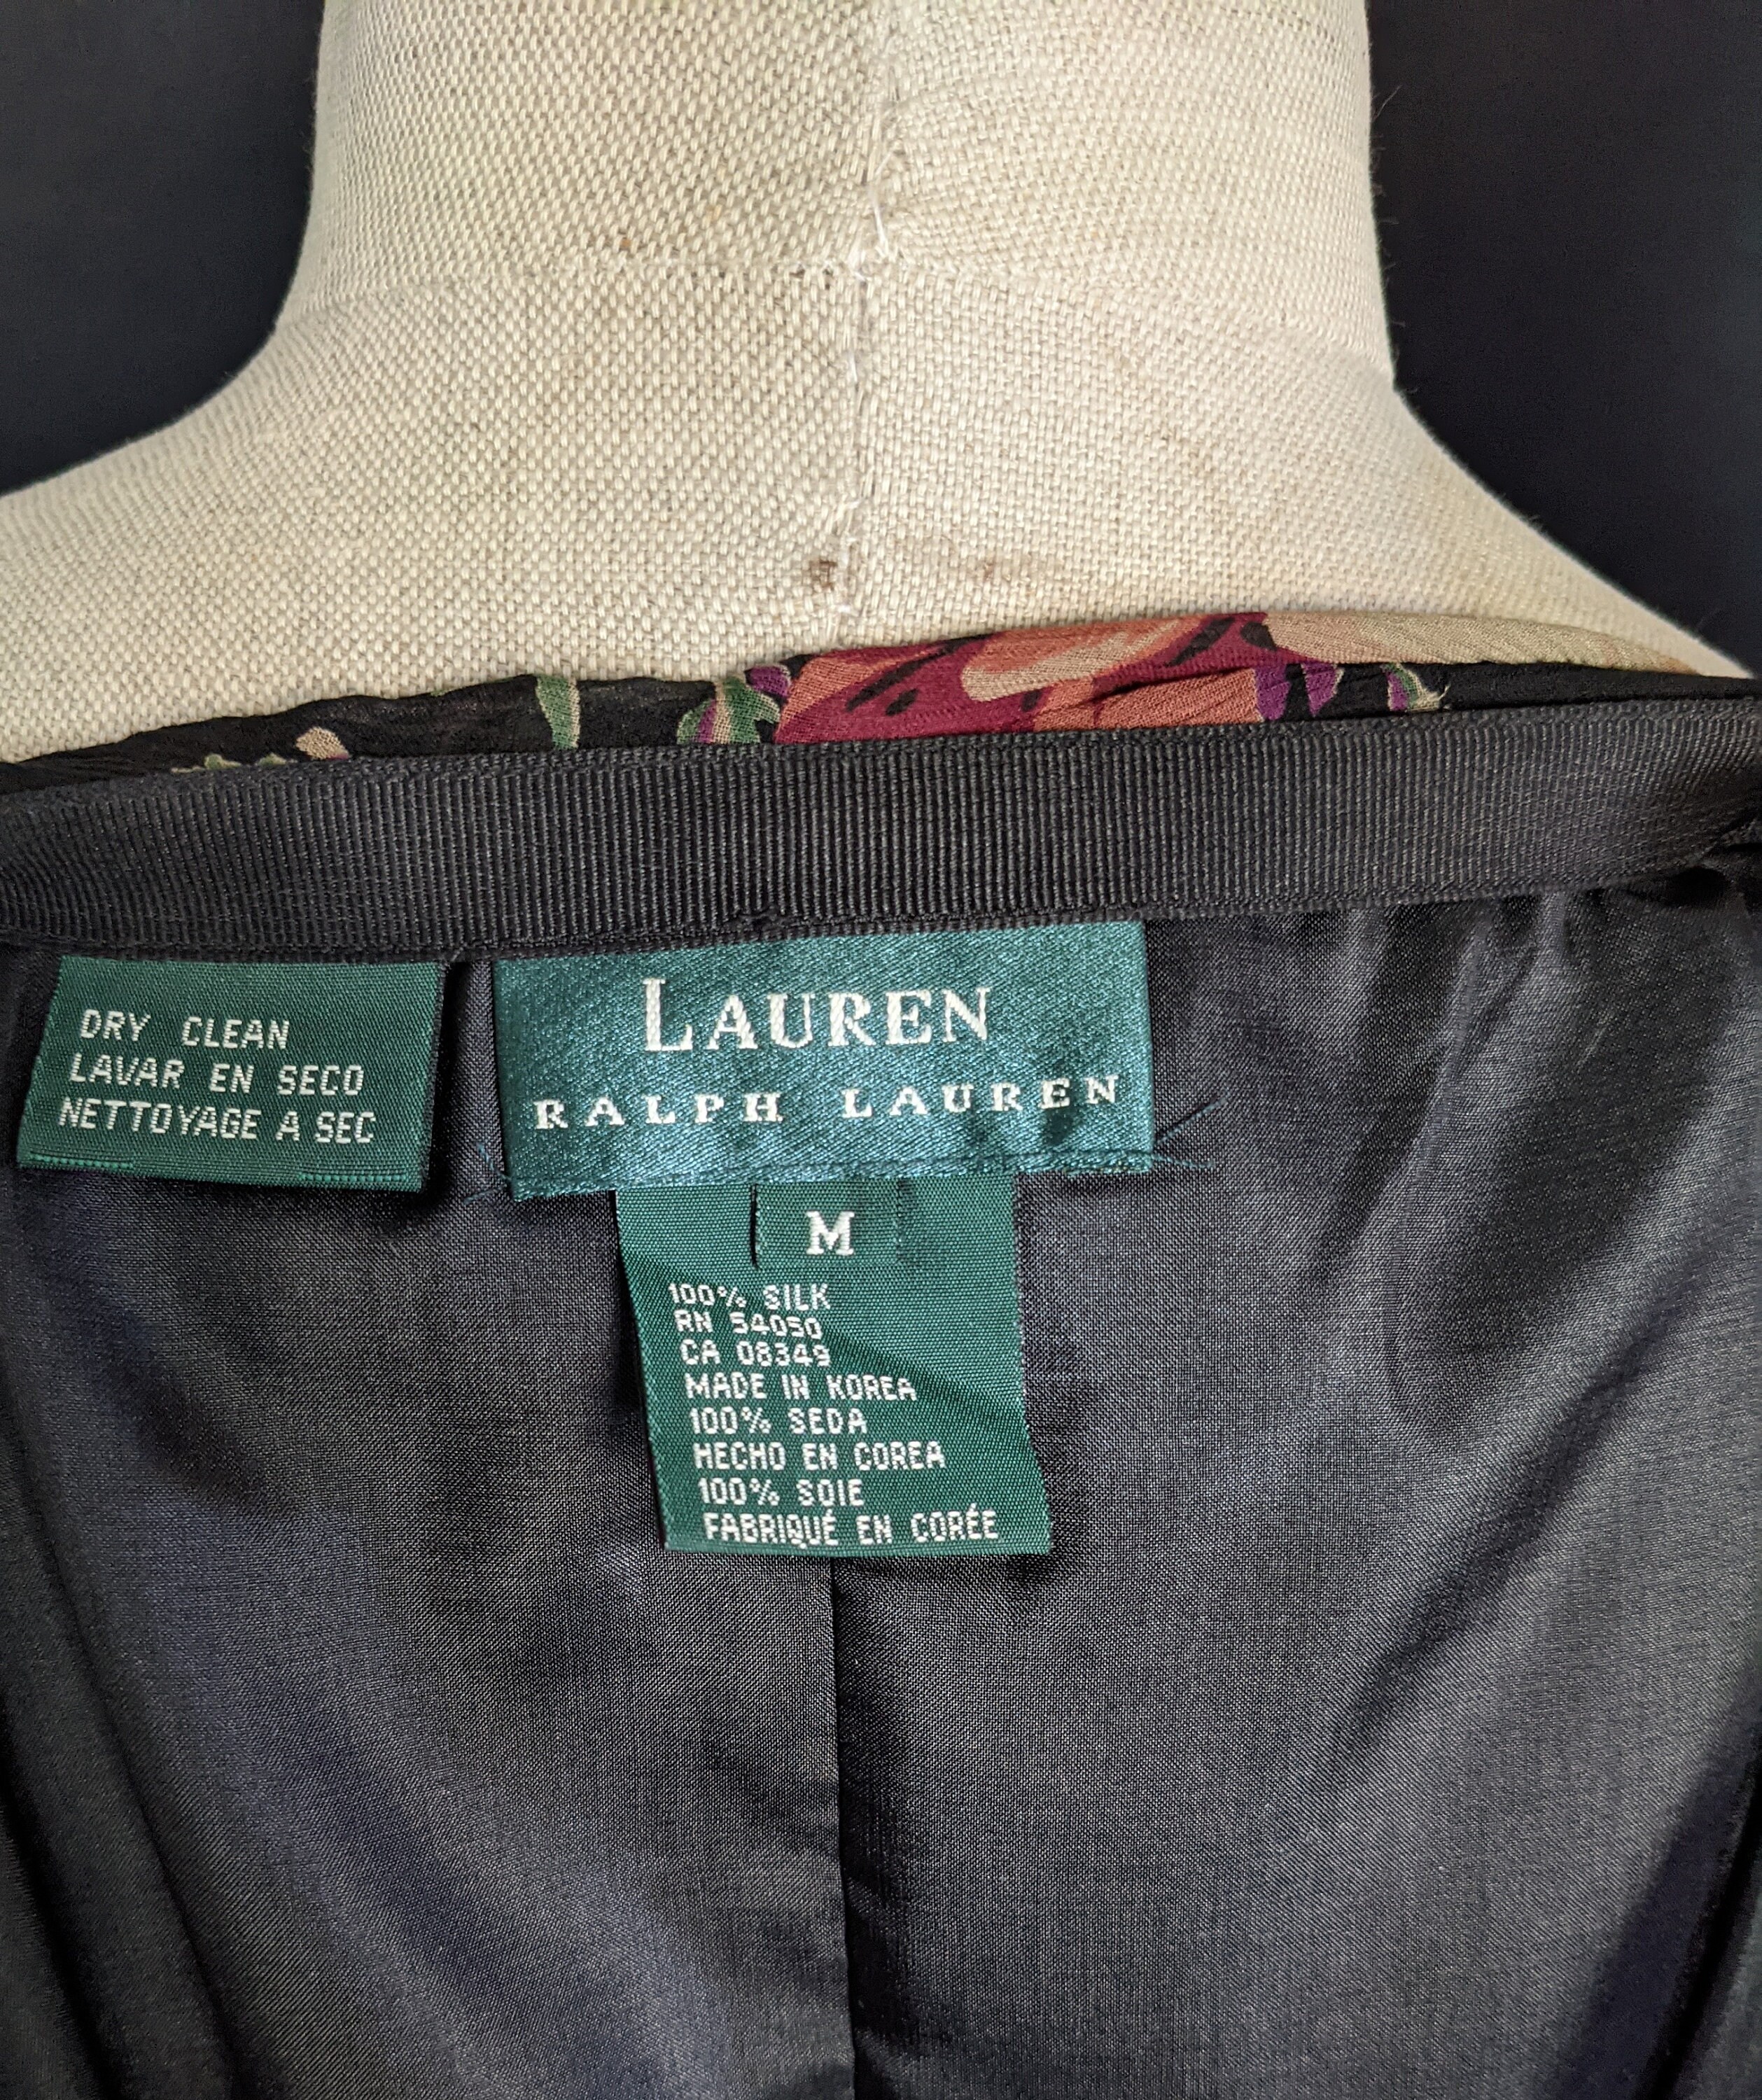 DRY CLEAN
LAVAR EN SECO
NETTOYAGE A SEC
LAUREN
RALPH LAUREN
M
100% SILK
RN 54050
CA 08349
MADE IN KOREA
100% SEDA
HECHO EN COREA
100% SOIE
FABRIQUÉ EN CORÉE